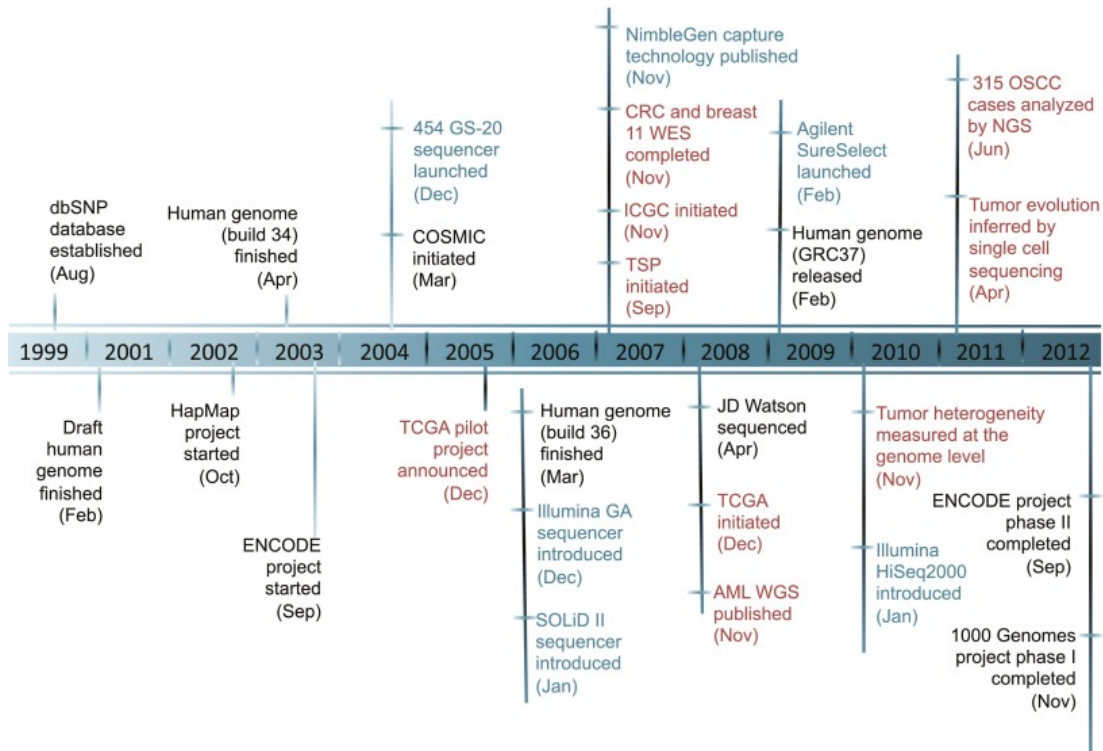 NimbleGen capture
technology published
(Nov)
CRC and breast
11 WES
completed
(Nov)
ICGC initiated
(Nov)
TSP
initiated
(Sep)
315 OSCC
cases analyzed
by NGS
(Jun)
Tumor evolution
inferred by
single cell
sequencing
(Apr)
454 GS-20
sequencer
launched
(Dec)
COSMIC
initiated
(Mar)
Agilent
SureSelect
launched
(Feb)
Human genome
(GRC37)
released
(Feb)
dbSNP
database
established
(Aug)
Human genome
(build 34)
finished
(Apr)
1999 2001 2002 2003 2004 2005 2006 2007 2008 2009 2010 2011 2012
Draft
human
genome
finished
(Feb)
HapMap
project
started
(Oct)
ENCODE
project
started
(Sep)
TCGA pilot
project
announced
(Dec)
Human genome
(build 36)
finished
(Mar)
Illumina GA
sequencer
introduced
(Dec)
SOLiD II
sequencer
introduced
(Jan)
JD Watson
sequenced
(Apr)
TCGA
initiated
(Dec)
AML WGS
published
(Nov)
Tumor heterogeneity
measured at the
genome level
(Nov)
Illumina
HiSeq2000
introduced
(Jan)
ENCODE project
phase II
completed
(Sep)
1000 Genomes
project phase I
completed
(Nov)